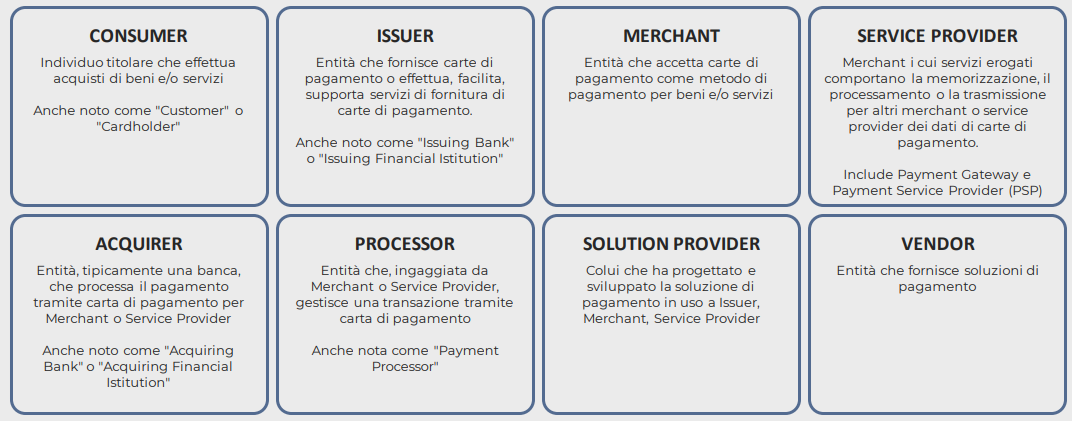 CONSUMER
Individuo titolare che effettua
acquisti di beni e/o servizi
Anche noto come "Customer" o
"Cardholder"
ISSUER
Entità che fornisce carte di
pagamento o effettua, facilita,
supporta servizi di fornitura di
carte di pagamento.
Anche noto come "Issuing Bank"
o "Issuing Financial Istitution"
MERCHANT
Entità che accetta carte di
pagamento come metodo di
pagamento per beni e/o servizi
SERVICE PROVIDER
Merchant i cui servizi erogati
comportano la memorizzazione, il
processamento o la trasmissione
per altri merchant o service
provider dei dati di carte di
pagamento.
Include Payment Gateway e
Payment Service Provider (PSP)
ACQUIRER
Entità, tipicamente una banca,
che processa il pagamento
tramite carta di pagamento per
Merchant o Service Provider
Anche noto come "Acquiring
Bank" o "Acquiring Financial
Istitution"
PROCESSOR
Entità che, ingaggiata da
Merchant o Service Provider,
gestisce una transazione tramite
carta di pagamento
Anche nota come "Payment
Processor"
SOLUTION PROVIDER
Colui che ha progettato e
sviluppato la soluzione di
pagamento in uso a Issuer,
Merchant, Service Provider
VENDOR
Entità che fornisce soluzioni di
pagamento